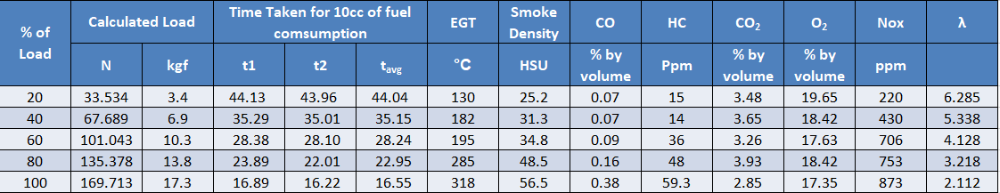 % of Load Calculated Load Time Taken for 10cc of fuel comsumption EGT Smoke Density CO HC CO₂ O₂ Nox λ
N kgf t1 t2 tavg °C HSU % by volume Ppm % by volume % by volume ppm
20 33.534 3.4 44.13 43.96 44.04 130 25.2 0.07 15 3.48 19.65 220 6.285
40 67.689 6.9 35.29 35.01 35.15 182 31.3 0.07 14 3.65 18.42 430 5.338
60 101.043 10.3 28.38 28.10 28.24 195 34.8 0.09 36 3.26 17.63 706 4.128
80 135.378 13.8 23.89 22.01 22.95 285 48.5 0.16 48 3.93 18.42 753 3.218
100 169.713 17.3 16.89 16.22 16.55 318 56.5 0.38 59.3 2.85 17.35 873 2.112